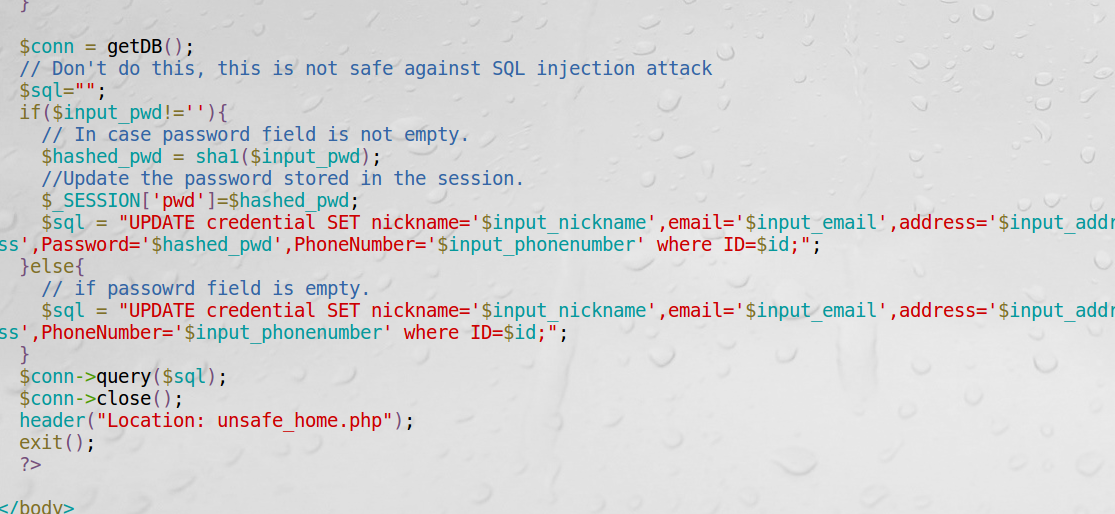 }
$conn = getDB();
// Don't do this, this is not safe against SQL injection attack
$sql="";
if($input_pwd!=''){
// In case password field is not empty.
$hashed_pwd = sha1($input_pwd);
//Update the password stored in the session.
$_SESSION['pwd']=$hashed_pwd;
$sql = "UPDATE credential SET nickname='$input_nickname',email='$input_email',address='$input_addr
ss',Password='$hashed_pwd',PhoneNumber='$input_phonenumber' where ID=$id;";
}else{
// if passowrd field is empty.
$sql = "UPDATE credential SET nickname='$input_nickname',email='$input_email',address='$input_addr
ss',PhoneNumber='$input_phonenumber' where ID=$id;";
}
$conn->query($sql);
$conn->close();
header("Location: unsafe_home.php");
exit();
?>
</body>